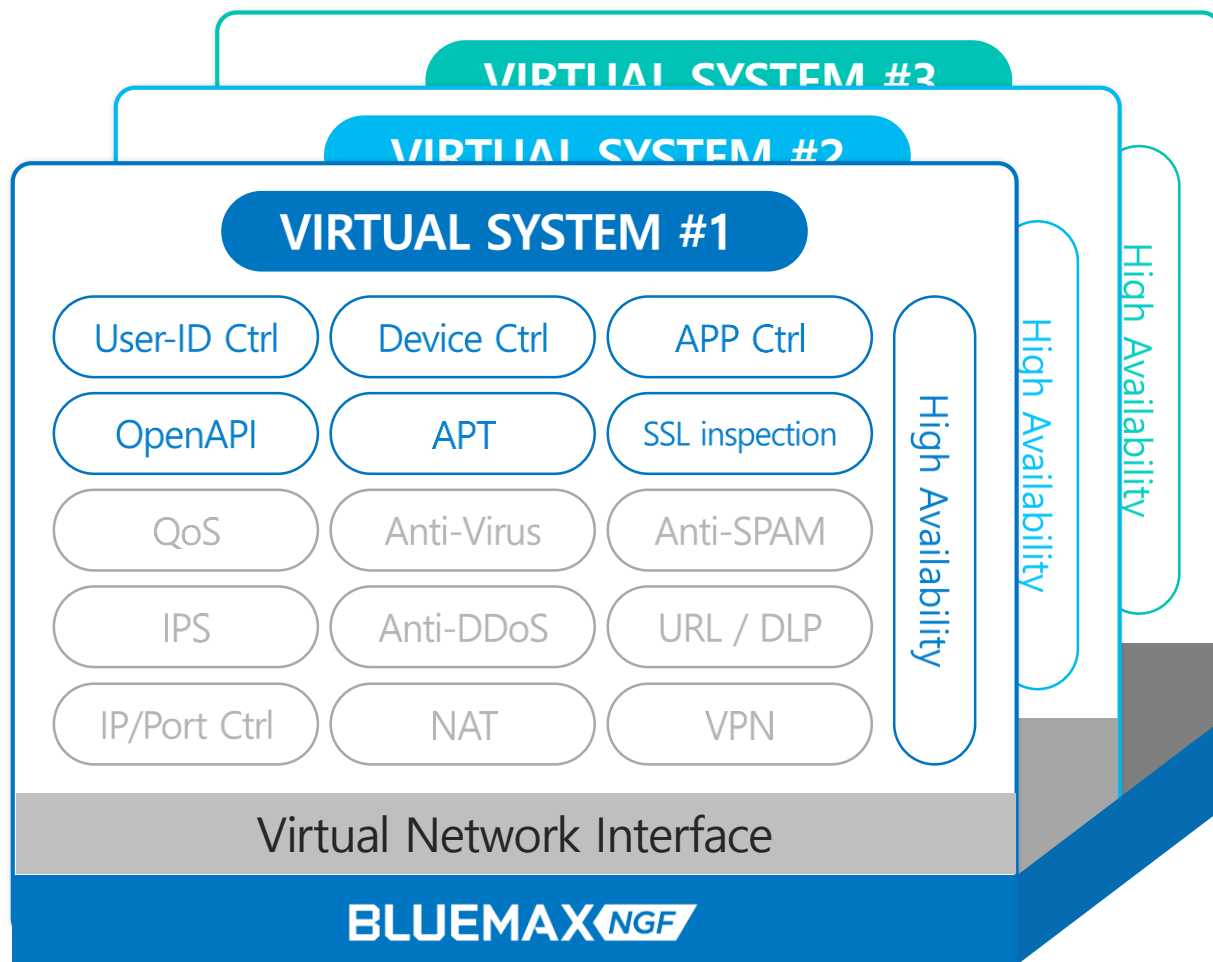 VIRTUAL SYSTEM #3
VIRTUAL SYSTEM #2
VIRTUAL SYSTEM #1
User-ID Ctrl
Device Ctrl
APP Ctrl
OpenAPI
APT
SSL inspection
QoS
Anti-Virus
Anti-SPAM
IPS
Anti-DDoS
URL / DLP
IP/Port Ctrl
NAT
VPN
High Availability
High Availability
High Availability
Virtual Network Interface
BLUEMAX NGF